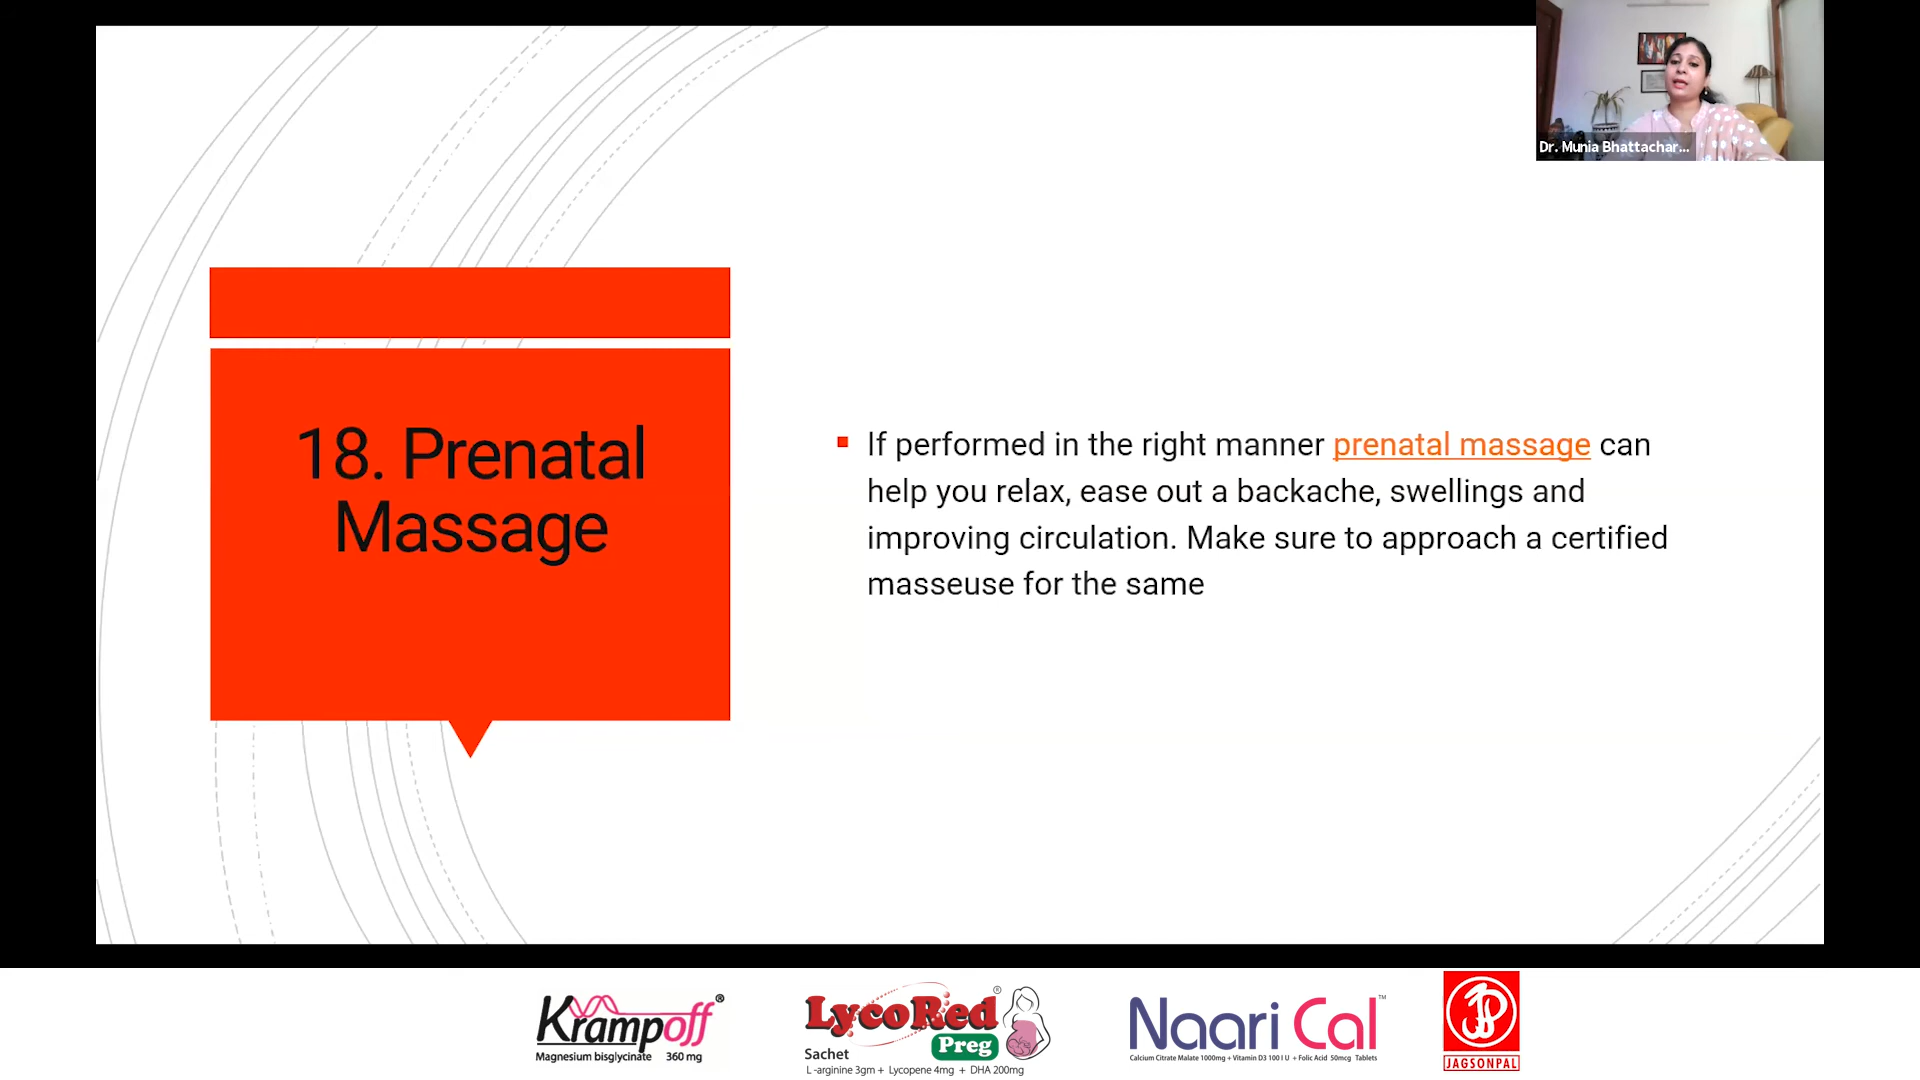 Dr. Munia Bhattachar...
18. Prenatal
Massage
If performed in the right manner prenatal massage can
help you relax, ease out a backache, swellings and
improving circulation. Make sure to approach a certified
masseuse for the same
Krampoff®
Magnesium bisglycinate 360 mg
LycoRed®
Preg
Sachet
L-arginine 3gm + Lycopene 4mg + DHA 200mg
Naari Cal™
Calcium Citrate Malate 1000mg + Vitamin D3 100 I U + Folic Acid 50mcg Tablets
JAGSONPAL